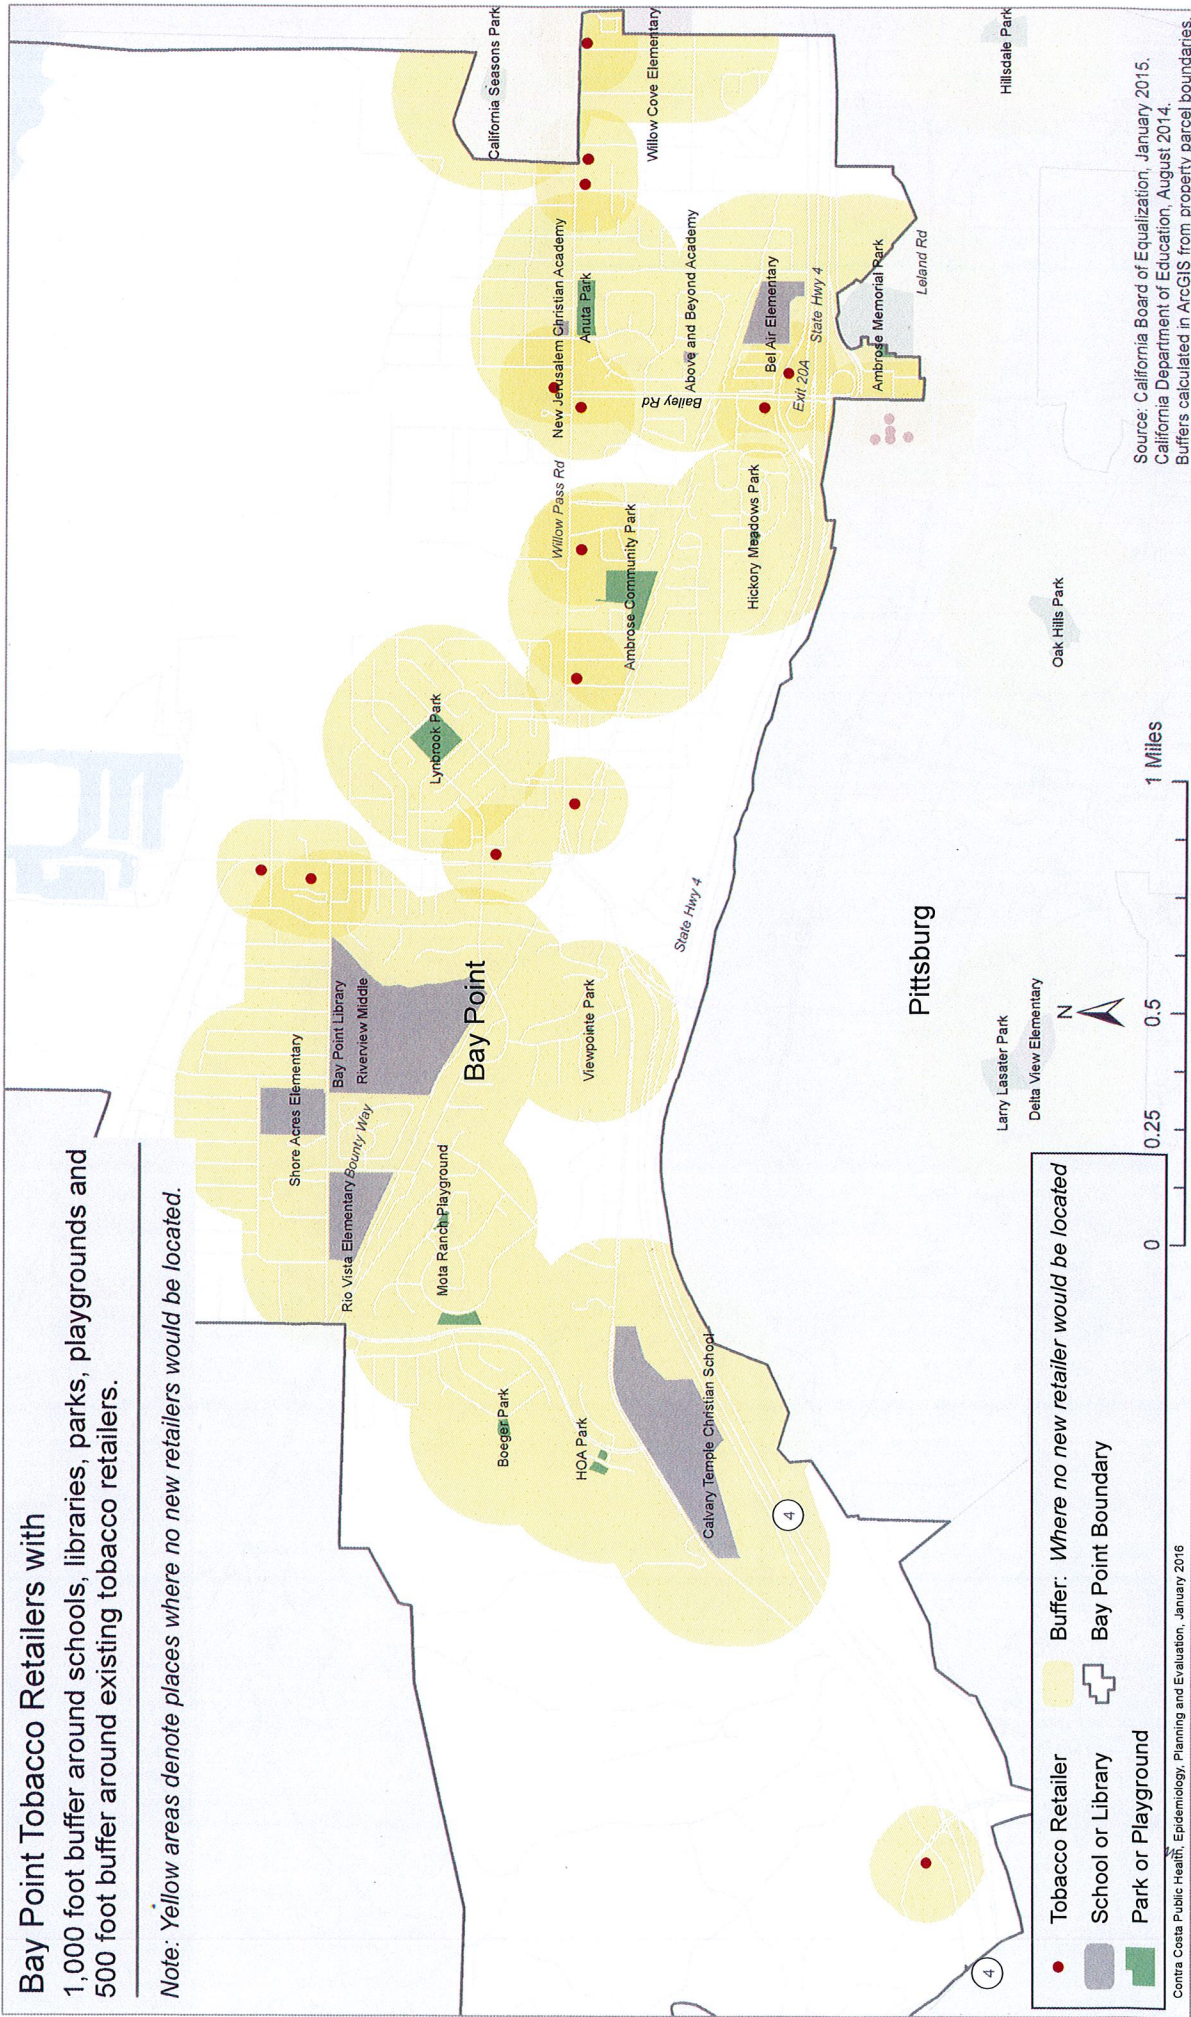 Bay Point Tobacco Retailers with
1,000 foot buffer around schools, libraries, parks, playgrounds and
500 foot buffer around existing tobacco retailers.
Note: Yellow areas denote places where no new retailers would be located.
Shore Acres Elementary
Bay Point Library
Riverview Middle
Rio Vista Elementary
Bounty Way
Mota Ranch Playground
Bay Point
Boeger Park
HOA Park
Viewpointe Park
Calvary Temple Christian School
4
State Hwy 4
Lynbrook Park
Willow Pass Rd
Ambrose Community Park
Hickory Meadows Park
New Jerusalem Christian Academy
Anuta Park
Bailey Rd
Above and Beyond Academy
Bel Air Elementary
Exit 20A
State Hwy 4
Ambrose Memorial Park
Leland Rd
California Seasons Park
Willow Cove Elementary
Hillsdale Park
Oak Hills Park
Pittsburg
Larry Lasater Park
Delta View Elementary
4
N
0
0.25
0.5
1 Miles
Tobacco Retailer
School or Library
Park or Playground
Buffer: Where no new retailer would be located
Bay Point Boundary
Contra Costa Public Health, Epidemiology, Planning and Evaluation, January 2016
Source: California Board of Equalization, January 2015.
California Department of Education, August 2014.
Buffers calculated in ArcGIS from property parcel boundaries.